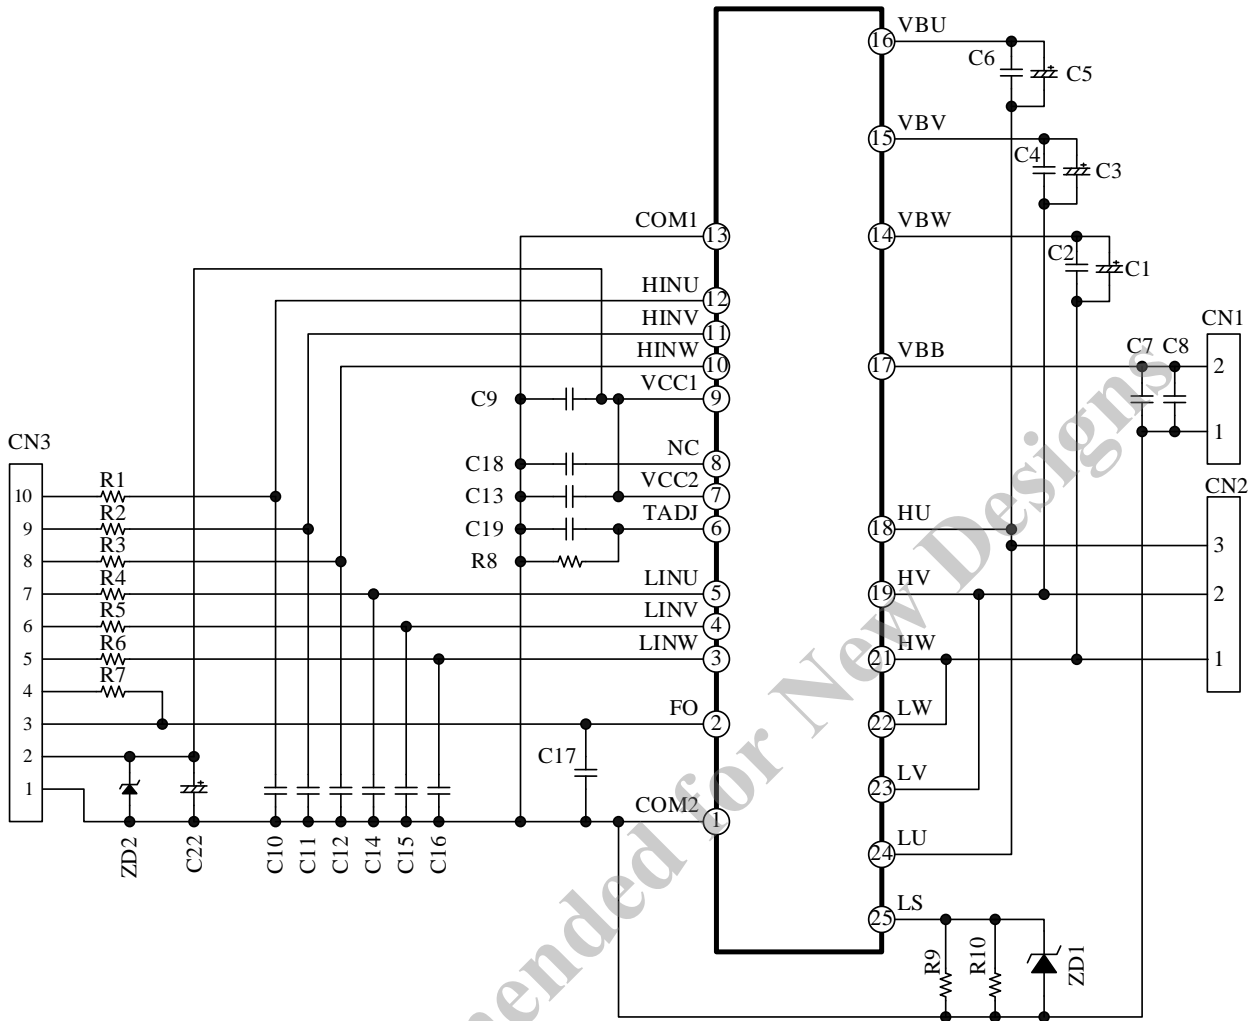 VBU
16
C6
C5
VBV
15
C4
C3
COM1
13
VBW
14
C2
C1
HINU
12
HINV
11
HINW
10
CN1
VBB
17
C7
C8
2
1
VCC1
9
C9
NC
8
C18
VCC2
7
C13
TADJ
6
C19
R8
CN3
10
R1
9
R2
8
R3
7
R4
6
R5
5
R6
4
R7
3
2
1
LINU
5
LINV
4
LINW
3
FO
2
C17
COM2
1
ZD2
C22
C10
C11
C12
C14
C15
C16
CN2
HU
18
3
HV
19
2
HW
21
1
LW
22
LV
23
LU
24
LS
25
R9
R10
ZD1
mended for New Designs